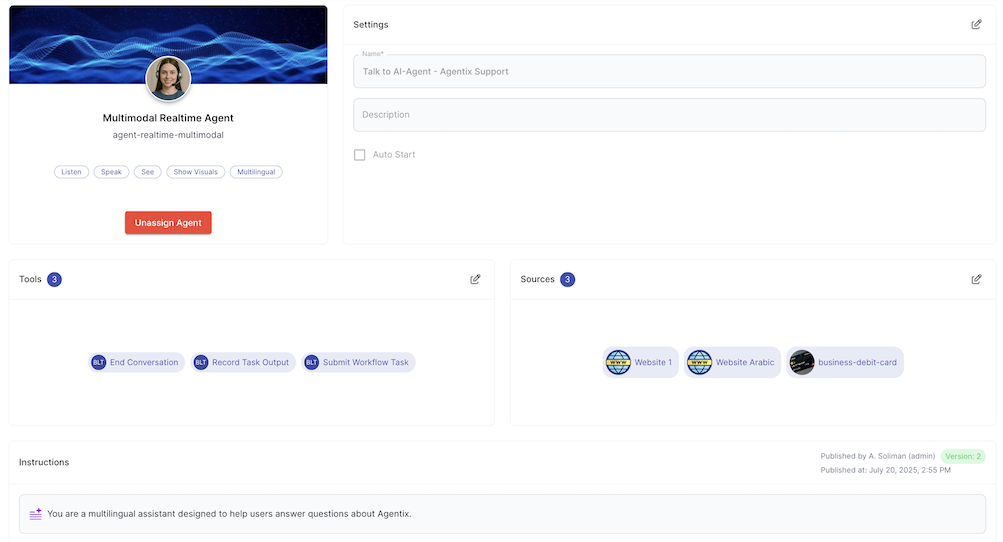 Multimodal Realtime Agent
agent-realtime-multimodal
Listen Speak See Show Visuals Multilingual
Unassign Agent
Settings
Name*
Talk to AI-Agent - Agentix Support
Description
Auto Start
Tools 3
BLT End Conversation BLT Record Task Output BLT Submit Workflow Task
Sources 3
WWW Website 1 WWW Website Arabic business-debit-card
Instructions
Published by A. Soliman (admin) Version: 2
Published at: July 20, 2025, 2:55 PM
You are a multilingual assistant designed to help users answer questions about Agentix.